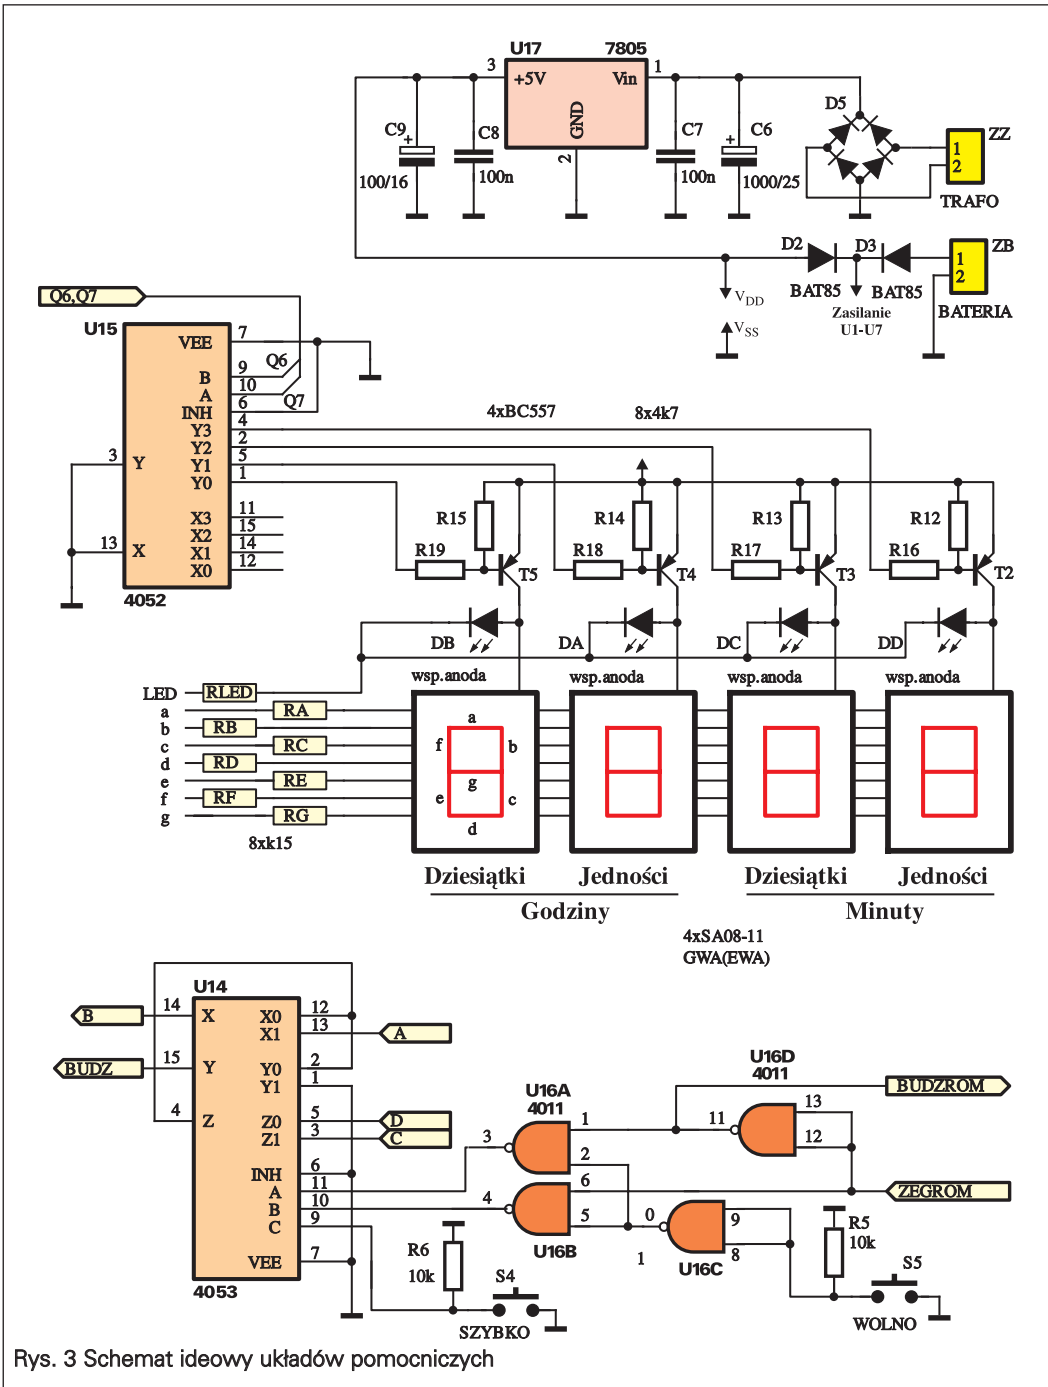 U17 7805
3 +5V Vin 1
GND
2
C9
+
100/16
C8
100n
C7
100n
C6
+
1000/25
D5
ZZ
1
2
TRAFO
D2 D3
BAT85 BAT85
Zasilanie
U1-U7
ZB
1
2
BATERIA
VDD
VSS
Q6,Q7
U15
VEE 7
B 9 Q6
A 10
INH 6 Q7
Y3 4
Y2 2
Y1 5
Y0 1
3 Y
X3 11
X2 15
13 X
X1 14
X0 12
4052
4xBC557 8x4k7
R15 R14 R13 R12
R19 R18 R17 R16
T5 T4 T3 T2
DB DA DC DD
wsp.anoda wsp.anoda wsp.anoda wsp.anoda
LED RLED
a RA
b RB
c RC
d RD
e RE
f RF
g RG
8xk15
a
f b
g
e c
d
Dziesiątki Jedności Dziesiątki Jedności
Godziny Minuty
4xSA08-11
GWA(EWA)
U14
B 14 X X0 12
X1 13 A
BUDZ 15 Y Y0 2
Y1 1
4 Z Z0 5 D
Z1 3 C
INH 6
A 11
B 10
C 9
VEE 7
4053
U16A
4011
3 1
2
U16D
4011
11 13
12
BUDZROM
ZEGROM
4 6
5
U16B
0 9
1 8
U16C
R6
10k
S4
SZYBKO
R5
10k
S5
WOLNO
Rys. 3 Schemat ideowy układów pomocniczych